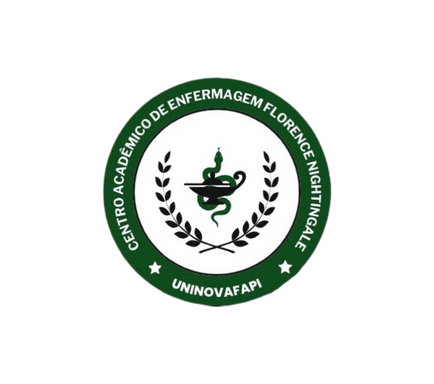 CENTRO ACADÊMICO DE ENFERMAGEM FLORENCE NIGHTINGALE
UNINOVAFAPI